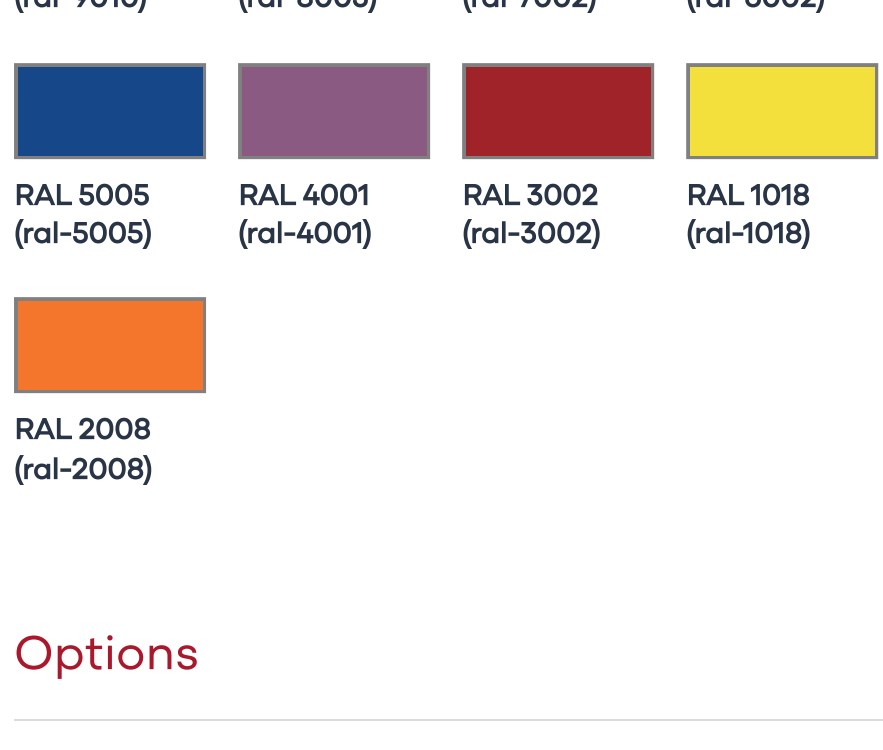 RAL 5005
(ral-5005)
RAL 4001
(ral-4001)
RAL 3002
(ral-3002)
RAL 1018
(ral-1018)
RAL 2008
(ral-2008)
Options